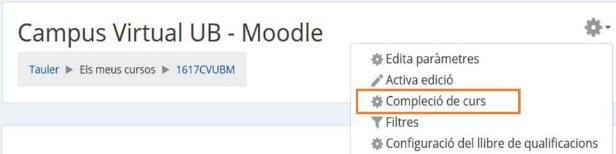 Campus Virtual UB - Moodle
Tauler ▶ Els meus cursos ▶ 1617CVUBM
Edita paràmetres
Activa edició
Compleció de curs
Filtres
Configuració del llibre de qualificacions